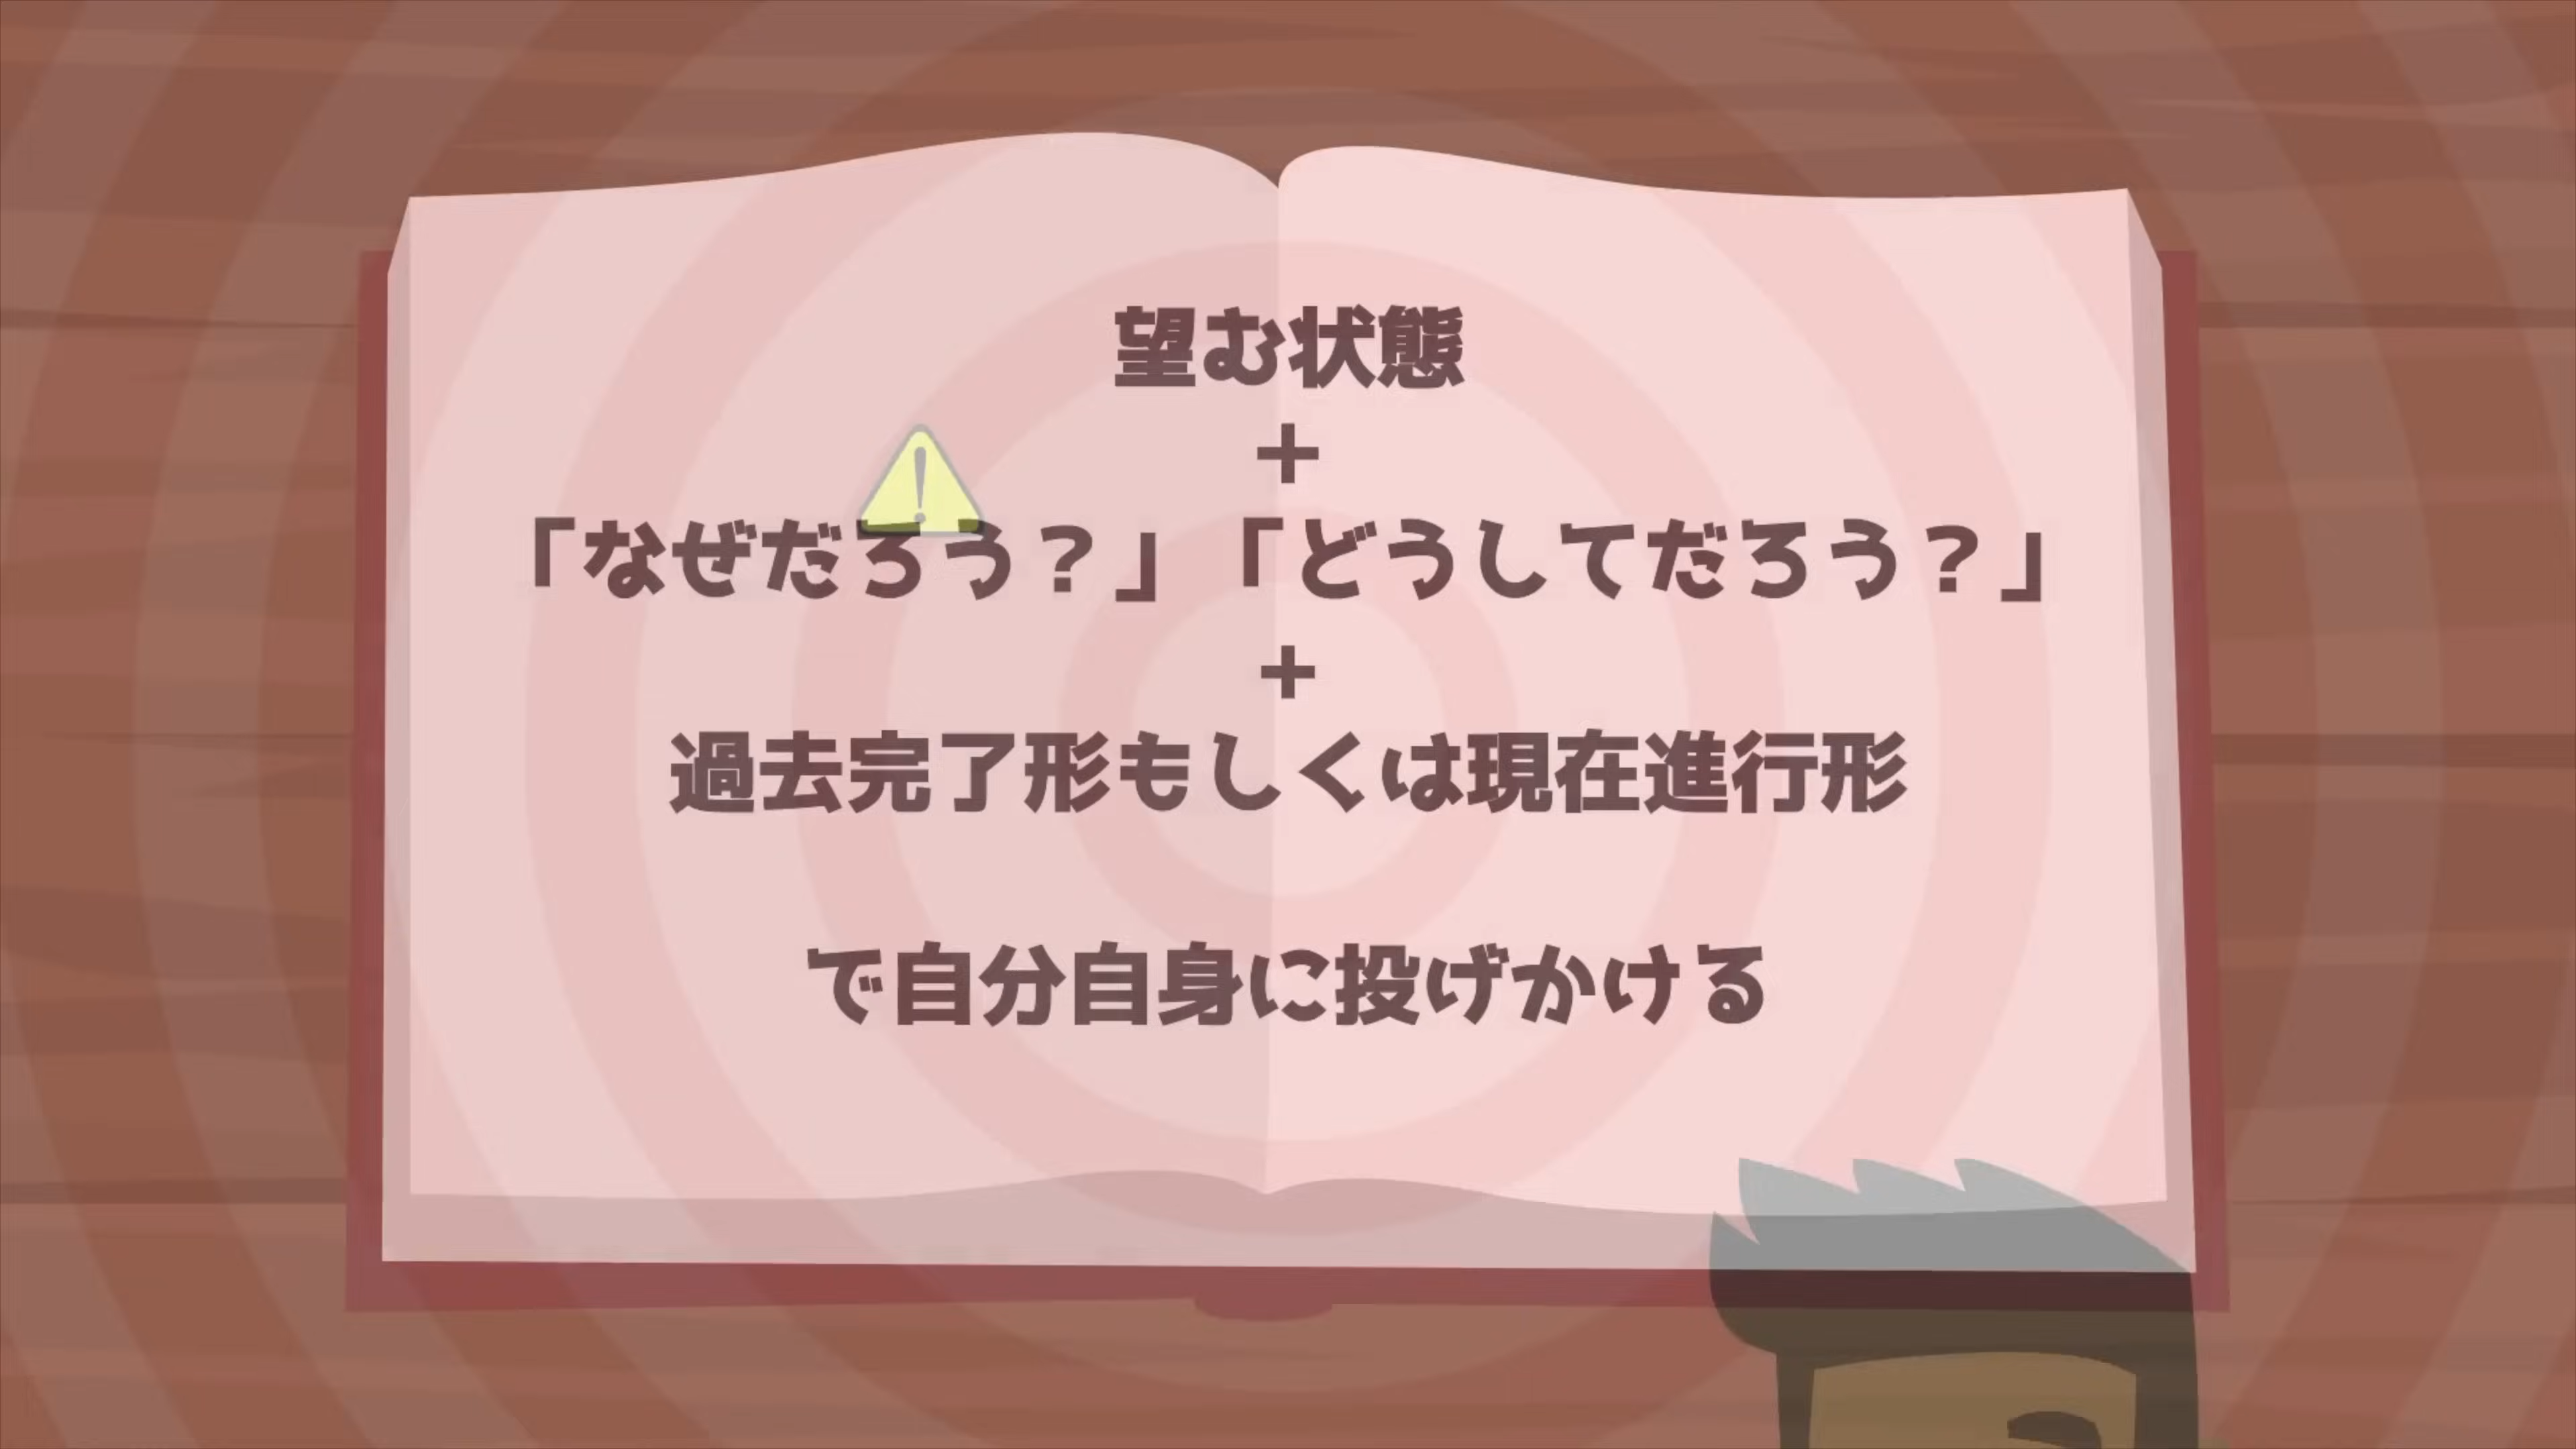 望む状態
+
「なぜだろう?」「どうしてだろう?」
+
過去完了形もしくは現在進行形
で自分自身に投げかける